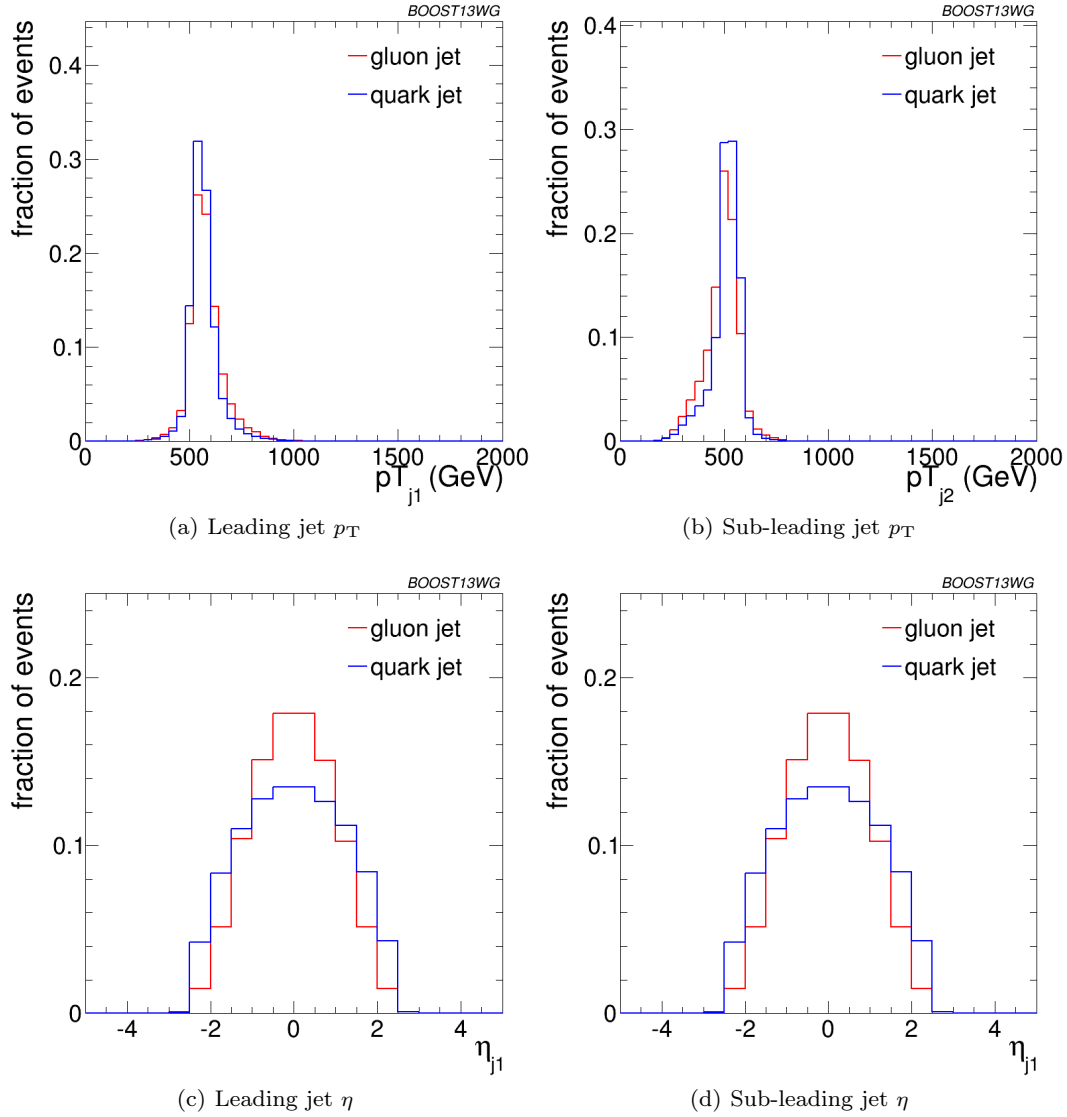 BOOST13WG
fraction of events
gluon jet
quark jet
0.4
0.3
0.2
0.1
0
0 500 1000 1500 2000
pT_j1 (GeV)
(a) Leading jet p_T
BOOST13WG
fraction of events
gluon jet
quark jet
0.4
0.3
0.2
0.1
0
0 500 1000 1500 2000
pT_j2 (GeV)
(b) Sub-leading jet p_T
BOOST13WG
fraction of events
gluon jet
quark jet
0.2
0.1
0
-4 -2 0 2 4
η_j1
(c) Leading jet η
BOOST13WG
fraction of events
gluon jet
quark jet
0.2
0.1
0
-4 -2 0 2 4
η_j1
(d) Sub-leading jet η